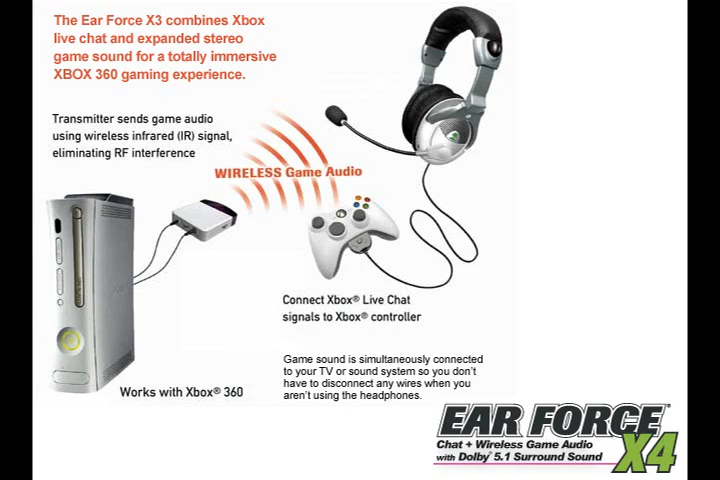 The Ear Force X3 combines Xbox
live chat and expanded stereo
game sound for a totally immersive
XBOX 360 gaming experience.
Transmitter sends game audio
using wireless infrared (IR) signal,
eliminating RF interference
WIRELESS Game Audio
Connect Xbox® Live Chat
signals to Xbox® controller
Works with Xbox® 360
Game sound is simultaneously connected
to your TV or sound system so you don't
have to disconnect any wires when you
aren't using the headphones.
EAR FORCE®
X4
Chat + Wireless Game Audio
with Dolby® 5.1 Surround Sound